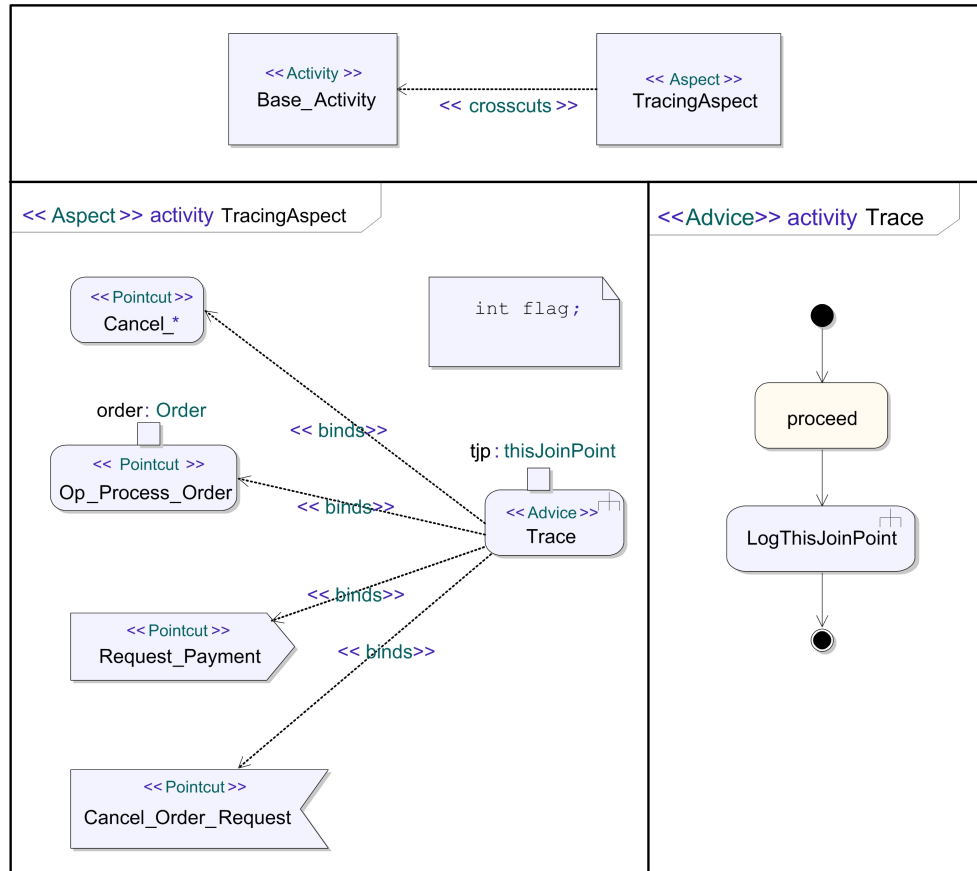 << Activity >>
Base_Activity
<< crosscuts >>
<< Aspect >>
TracingAspect
<< Aspect >> activity TracingAspect
<< Pointcut >>
Cancel_*
int flag;
order: Order
<< Pointcut >>
Op_Process_Order
<< binds>>
<< binds>>
<< binds>>
<< binds>>
tjp : thisJoinPoint
<< Advice >>
Trace
<< Pointcut >>
Request_Payment
<< Pointcut >>
Cancel_Order_Request
<<Advice>> activity Trace
proceed
LogThisJoinPoint